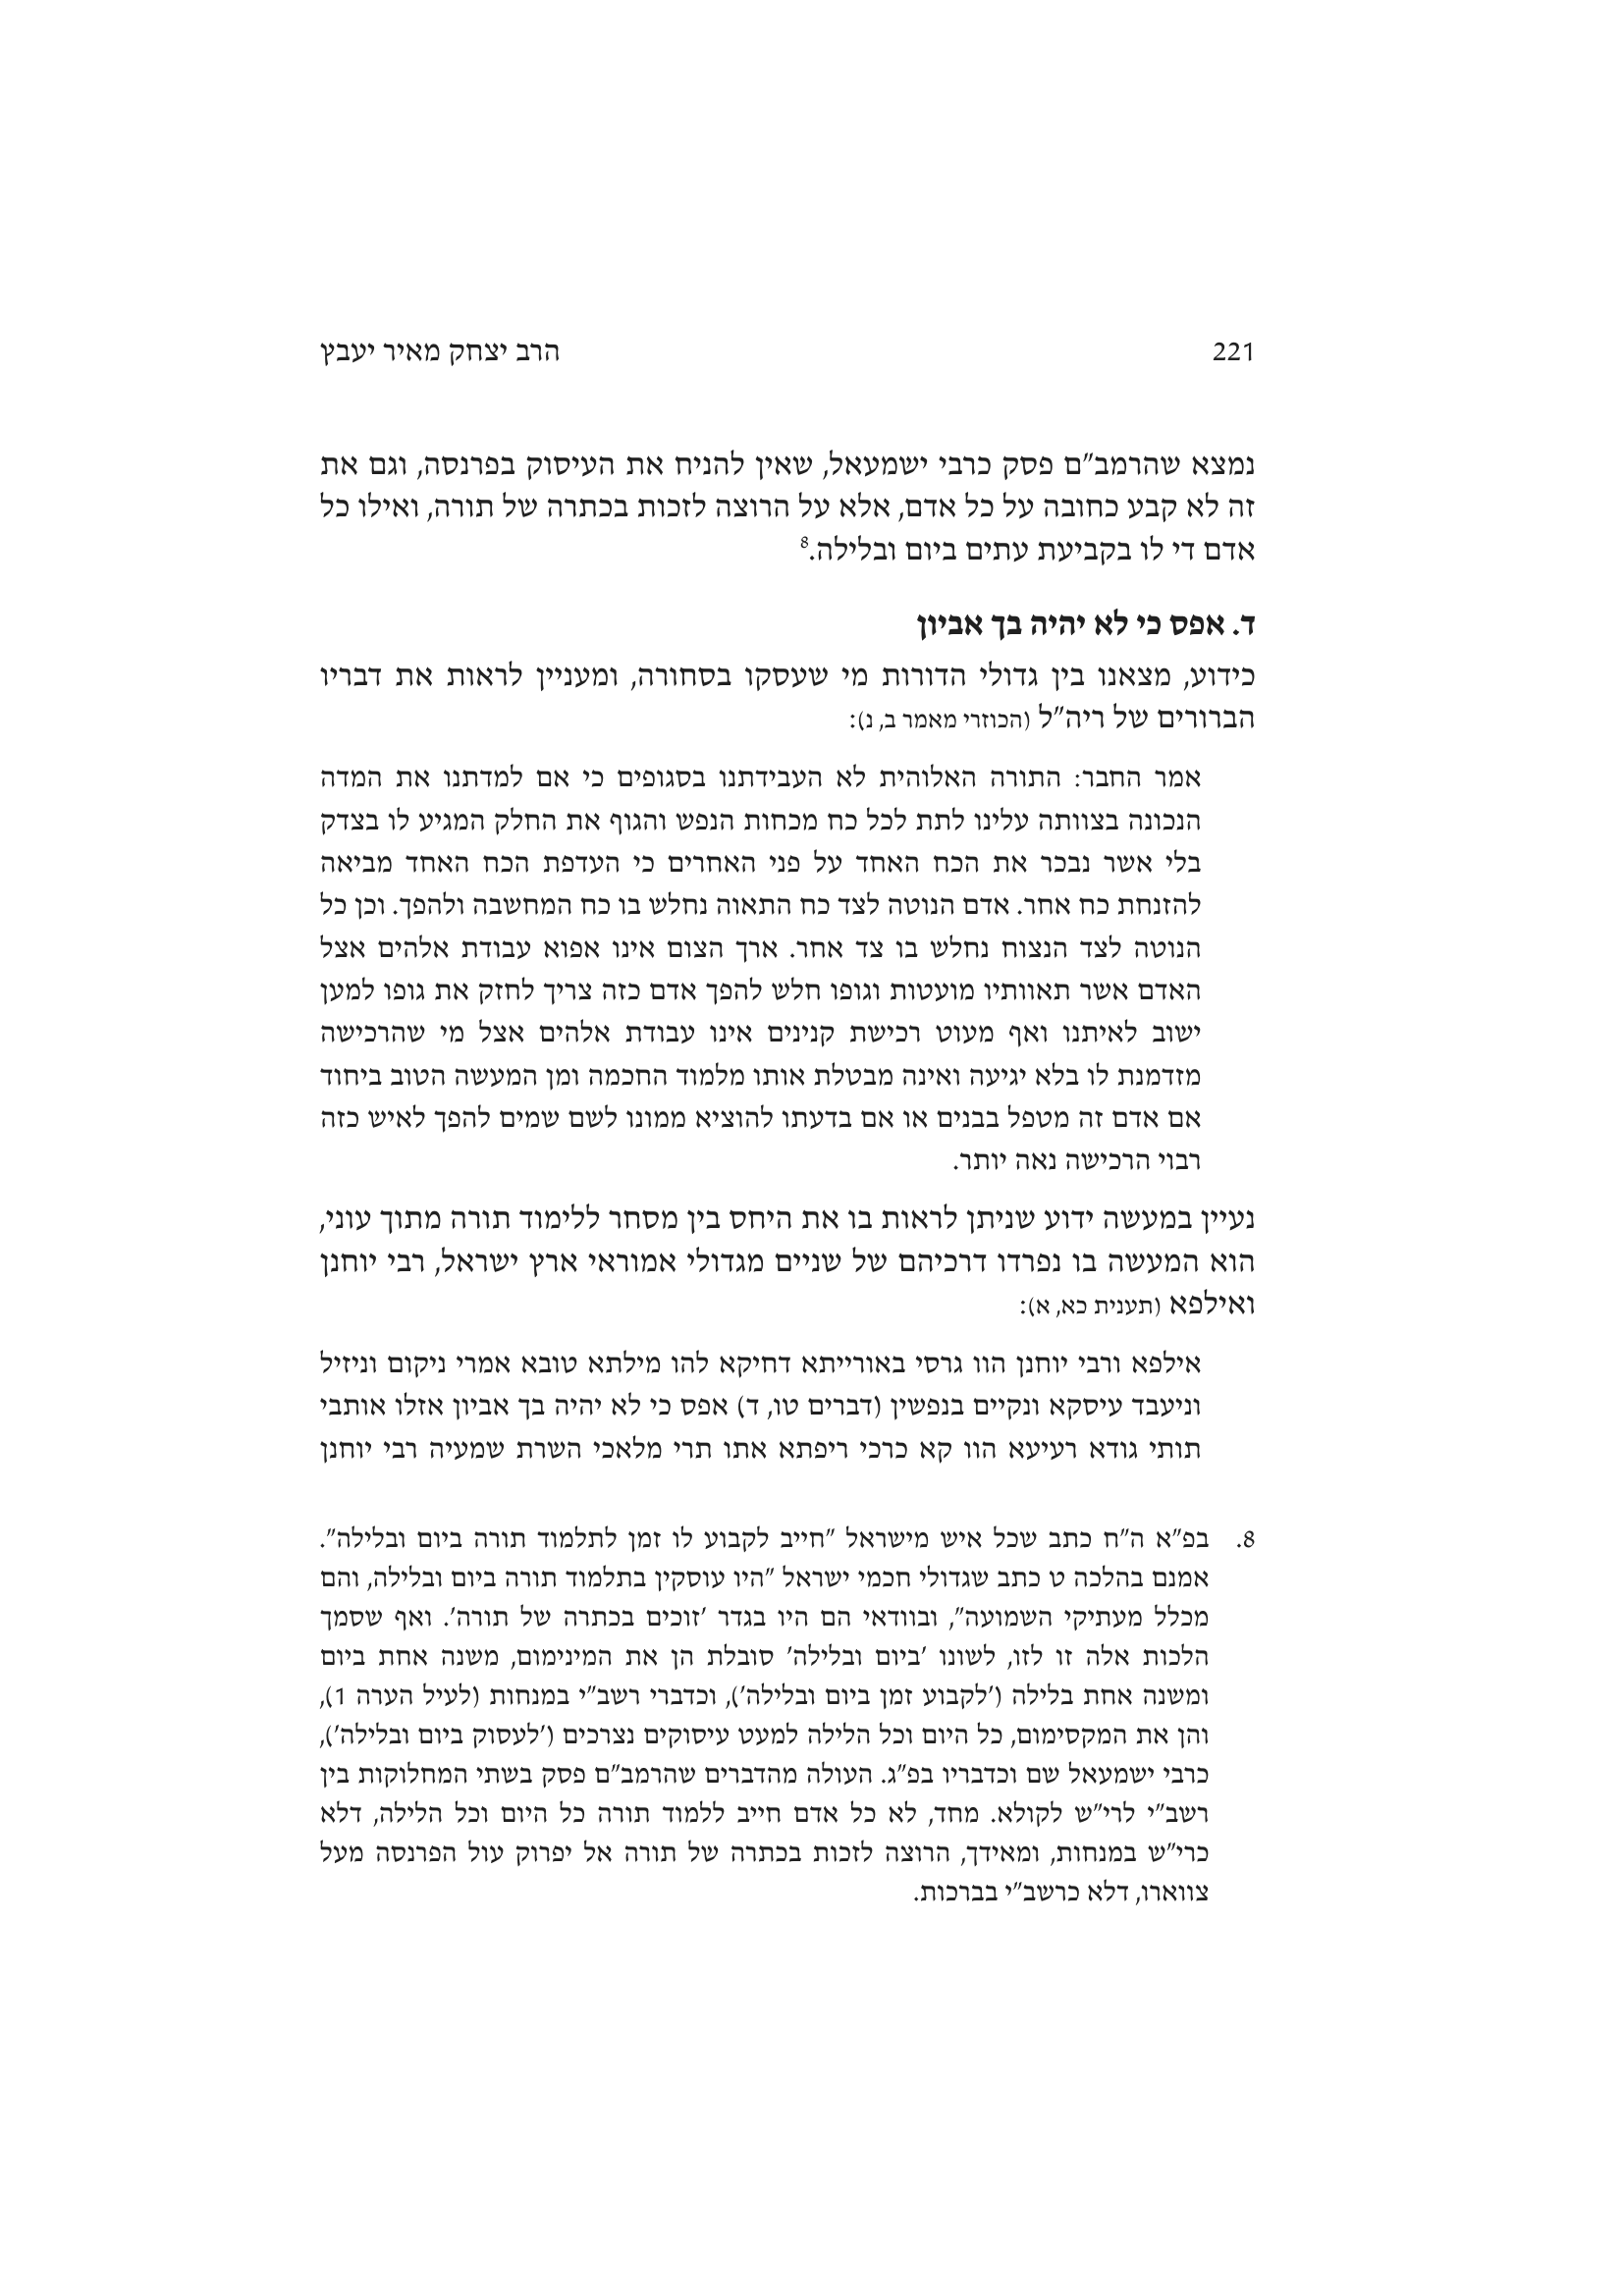 221 הרב יצחק מאיר יעבץ
נמצא שהרמב"ם פסק כרבי ישמעאל, שאין להניח את העיסוק בפרנסה, וגם את
זה לא קבע כחובה על כל אדם, אלא על הרוצה לזכות בכתרה של תורה, ואילו כל
אדם די לו בקביעת עתים ביום ובלילה.8
ד. אפס כי לא יהיה בך אביון
כידוע, מצאנו בין גדולי הדורות מי שעסקו בסחורה, ומעניין לראות את דבריו
הברורים של ריה"ל (הכוזרי מאמר ב, נ):
אמר החבר: התורה האלוהית לא העבידתנו בסגופים כי אם למדתנו את המדה
הנכונה בצוותה עלינו לתת לכל כח מכחות הנפש והגוף את החלק המגיע לו בצדק
בלי אשר נבכר את הכח האחד על פני האחרים כי העדפת הכח האחד מביאה
להזנחת כח אחר. אדם הנוטה לצד כח התאוה נחלש בו כח המחשבה ולהפך. וכן כל
הנוטה לצד הנצוח נחלש בו צד אחר. ארך הצום אינו אפוא עבודת אלהים אצל
האדם אשר תאוותיו מועטות וגופו חלש להפך אדם כזה צריך לחזק את גופו למען
ישוב לאיתנו ואף מעוט רכישת קנינים אינו עבודת אלהים אצל מי שהרכישה
מזדמנת לו בלא יגיעה ואינה מבטלת אותו מלמוד החכמה ומן המעשה הטוב ביחוד
אם אדם זה מטפל בבנים או אם בדעתו להוציא ממונו לשם שמים להפך לאיש כזה
רבוי הרכישה נאה יותר.
נעיין במעשה ידוע שניתן לראות בו את היחס בין מסחר ללימוד תורה מתוך עוני,
הוא המעשה בו נפרדו דרכיהם של שניים מגדולי אמוראי ארץ ישראל, רבי יוחנן
ואילפא (תענית כא, א):
אילפא ורבי יוחנן הוו גרסי באורייתא דחיקא להו מילתא טובא אמרי ניקום וניזיל
וניעבד עיסקא ונקיים בנפשין (דברים טו, ד) אפס כי לא יהיה בך אביון אזלו אותבי
תותי גודא רעיעא הוו קא כרכי ריפתא אתו תרי מלאכי השרת שמעיה רבי יוחנן
8. בפ"א ה"ח כתב שכל איש מישראל "חייב לקבוע לו זמן לתלמוד תורה ביום ובלילה".
אמנם בהלכה ט כתב שגדולי חכמי ישראל "היו עוסקין בתלמוד תורה ביום ובלילה, והם
מכלל מעתיקי השמועה", ובוודאי הם היו בגדר 'זוכים בכתרה של תורה'. ואף שסמך
הלכות אלה זו לזו, לשונו 'ביום ובלילה' סובלת הן את המינימום, משנה אחת ביום
ומשנה אחת בלילה ('לקבוע זמן ביום ובלילה'), וכדברי רשב"י במנחות (לעיל הערה 1),
והן את המקסימום, כל היום וכל הלילה למעט עיסוקים נצרכים ('לעסוק ביום ובלילה'),
כרבי ישמעאל שם וכדבריו בפ"ג. העולה מהדברים שהרמב"ם פסק בשתי המחלוקות בין
רשב"י לרי"ש לקולא. מחד, לא כל אדם חייב ללמוד תורה כל היום וכל הלילה, דלא
כרי"ש במנחות, ומאידך, הרוצה לזכות בכתרה של תורה אל יפרוק עול הפרנסה מעל
צווארו, דלא כרשב"י בברכות.